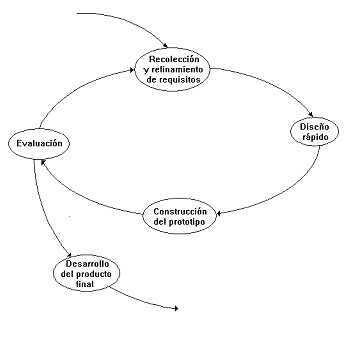 Recolección
y refinamiento
de requisitos
Diseño
rápido
Evaluación
Construcción
del prototipo
Desarrollo
del producto
final